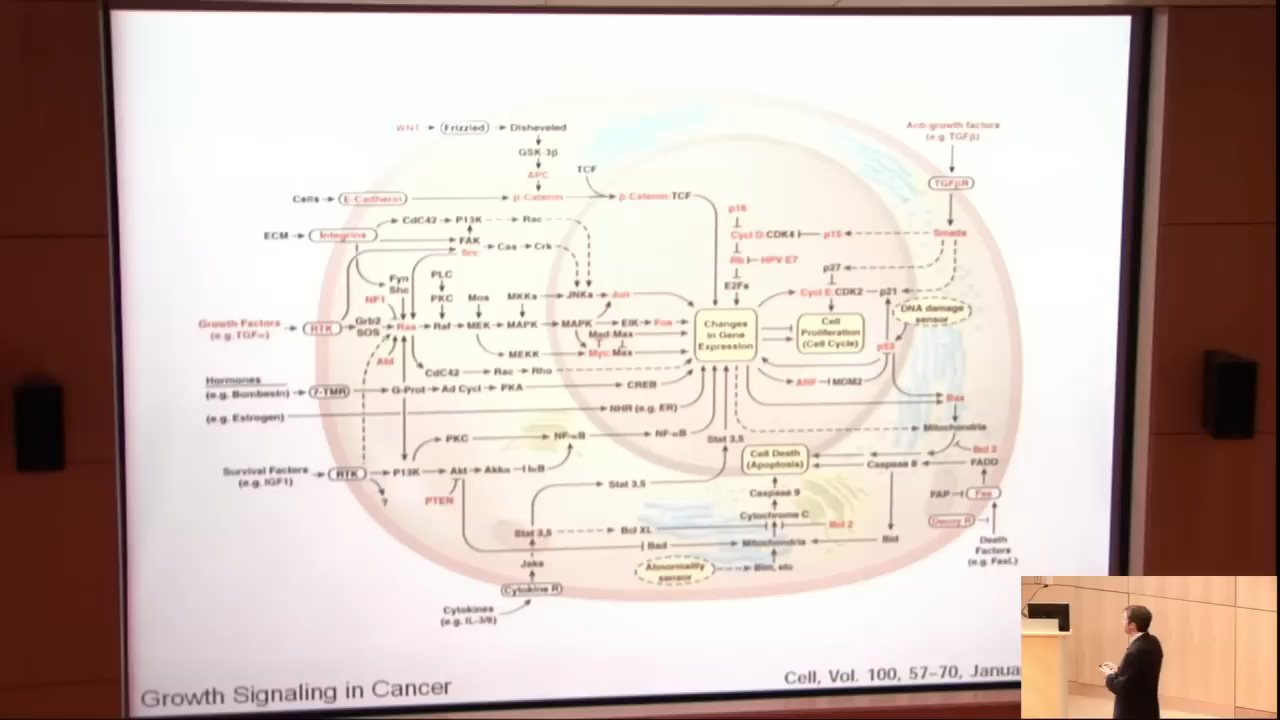 WNT Frizzled Disheveled
GSK-3β
APC
TCF
Cells E-Cadherin β-Catenin β-Catenin:TCF
Anti-growth factors
(e.g. TGFβ)
TGFβR
p16
CdC42 P13K Rac
ECM Integrins
FAK
Src
Cas Crk
Cycl D:CDK4 p15 Smads
Rb HPV E7
p27
E2Fs
Fyn
Shc
PLC
NF1
PKC Mos MKKs JNKs Jun
Cycl E:CDK2 p21
DNA damage
sensor
Growth Factors
(e.g. TGFα)
RTK
Grb2
SOS
Ras Raf MEK MAPK MAPK ElK Fos
Mad:Max
Changes
In Gene
Expression
Cell
Proliferation
(Cell Cycle)
p53
Abl
MEKK Myc:Max
CdC42 Rac Rho
ARF MDM2
Hormones
(e.g. Bombesin) 7-TMR G-Prot Ad Cycl PKA CREB
Bax
(e.g. Estrogen) NHR (e.g. ER)
Mitochondria
PKC NF-κB NF-κB Stat 3,5
Bcl 2
Cell Death
(Apoptosis)
Caspase 8 FADD
Survival Factors
(e.g. IGF1)
RTK P13K Akt Akkα IκB
?
PTEN
Stat 3,5
Caspase 9
FAP Fas
Cytochrome C
Decoy R
Stat 3,5 Bcl XL Bcl 2
Bad Mitochondria Bid
Death
Factors
(e.g. FasL)
Jaks
Abnormality
sensor
Bim, etc
Cytokine R
Cytokines
(e.g. IL-3/6)
Growth Signaling in Cancer
Cell, Vol. 100, 57–70, Janua